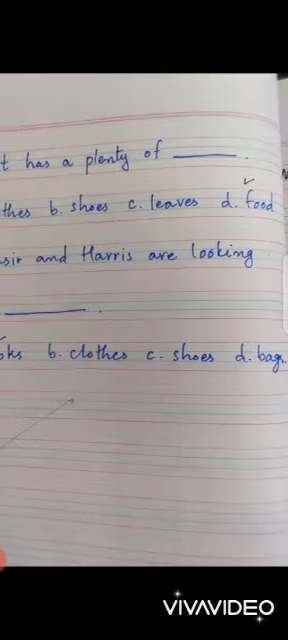 t has a plenty of ______.
thes b. shoes c. leaves d. food
sir and Harris are looking
______.
ks b. clothes c. shoes d. bags.
VIVAVIDEO